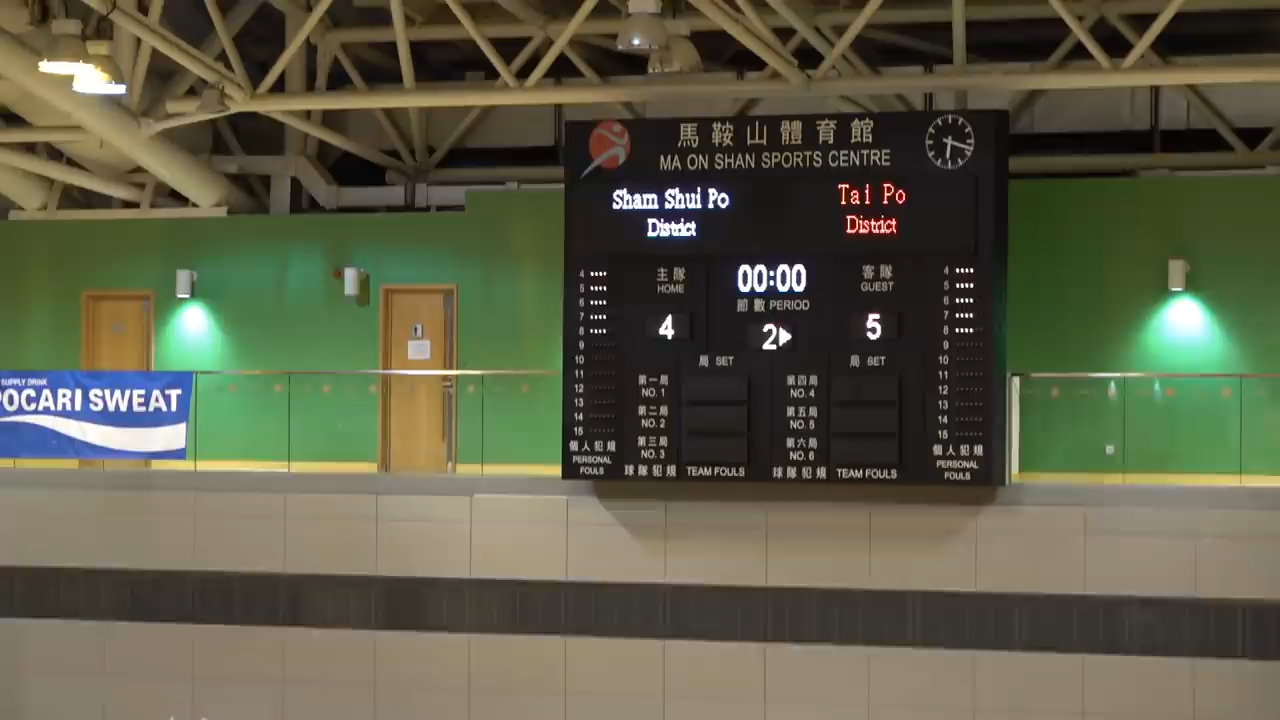 馬鞍山體育館
MA ON SHAN SPORTS CENTRE
Sham Shui Po
District
Tai Po
District
主隊
HOME
00:00
客隊
GUEST
節數 PERIOD
4
2
5
局 SET
局 SET
4
5
6
7
8
9
10
11
12
13
14
15
個人犯規
PERSONAL
FOULS
第一局
NO. 1
第二局
NO. 2
第三局
NO. 3
球隊犯規 TEAM FOULS
第四局
NO. 4
第五局
NO. 5
第六局
NO. 6
球隊犯規 TEAM FOULS
4
5
6
7
8
9
10
11
12
13
14
15
個人犯規
PERSONAL
FOULS
SUPPLY DRINK
POCARI SWEAT